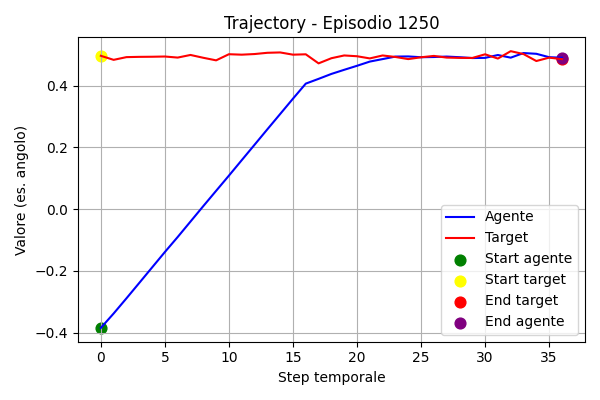 Trajectory - Episodio 1250
Valore (es. angolo)
0.4
0.2
0.0
−0.2
−0.4
0 5 10 15 20 25 30 35
Step temporale
Agente
Target
Start agente
Start target
End target
End agente